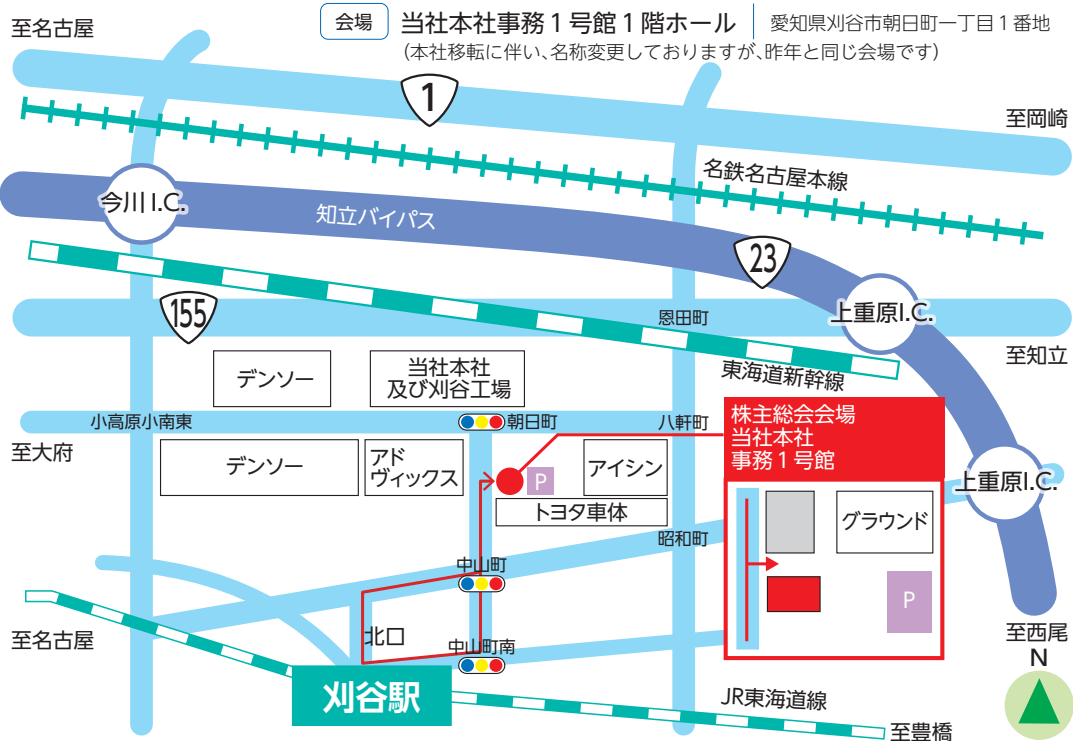 会場 当社本社事務1号館1階ホール 愛知県刈谷市朝日町一丁目1番地
(本社移転に伴い、名称変更しておりますが、昨年と同じ会場です)
至名古屋
1
至岡崎
名鉄名古屋本線
今川I.C.
知立バイパス
23
155
恩田町
上重原I.C.
至知立
東海道新幹線
デンソー
当社本社
及び刈谷工場
小高原小南東
朝日町
八軒町
至大府
デンソー
アド
ヴィックス
P
アイシン
トヨタ車体
株主総会会場
当社本社
事務1号館
グラウンド
P
上重原I.C.
昭和町
中山町
北口
中山町南
至名古屋
刈谷駅
JR東海道線
至豊橋
至西尾
N